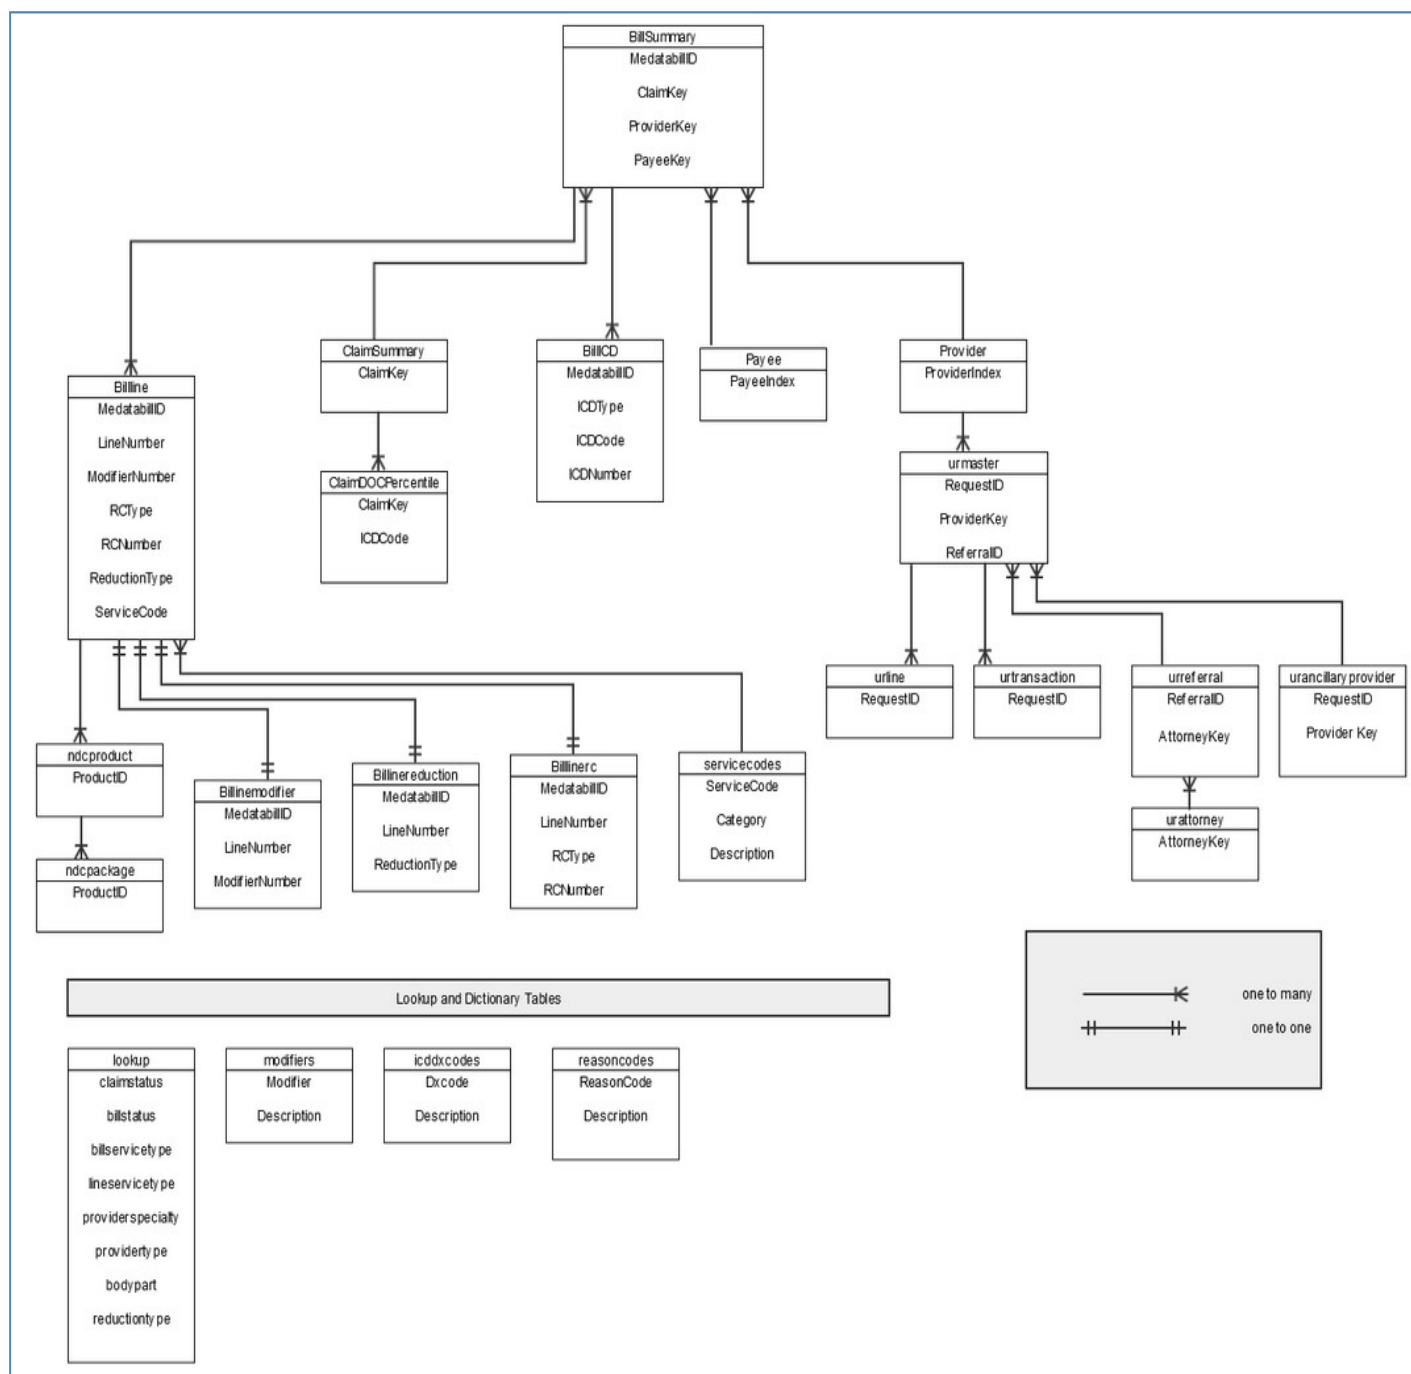 BillSummary
MedatabillID
ClaimKey
ProviderKey
PayeeKey
Billline
MedatabillID
LineNumber
ModifierNumber
RCType
RCNumber
ReductionType
ServiceCode
ClaimSummary
ClaimKey
ClaimDOCPercentile
ClaimKey
ICDCode
BillICD
MedatabillID
ICDType
ICDCode
ICDNumber
Payee
PayeeIndex
Provider
ProviderIndex
urmaster
RequestID
ProviderKey
ReferralID
urline
RequestID
urtransaction
RequestID
urreferral
ReferralID
AttorneyKey
urancillaryprovider
RequestID
Provider Key
urattorney
AttorneyKey
ndcproduct
ProductID
ndcpackage
ProductID
Billinemodifier
MedatabillID
LineNumber
ModifierNumber
Billinereduction
MedatabillID
LineNumber
ReductionType
Billlinerc
MedatabillID
LineNumber
RCType
RCNumber
servicecodes
ServiceCode
Category
Description
one to many
one to one
Lookup and Dictionary Tables
lookup
claimstatus
billstatus
billservicetype
lineservicetype
providerspecialty
providertype
bodypart
reductiontype
modifiers
Modifier
Description
icddxcodes
Dxcode
Description
reasoncodes
ReasonCode
Description